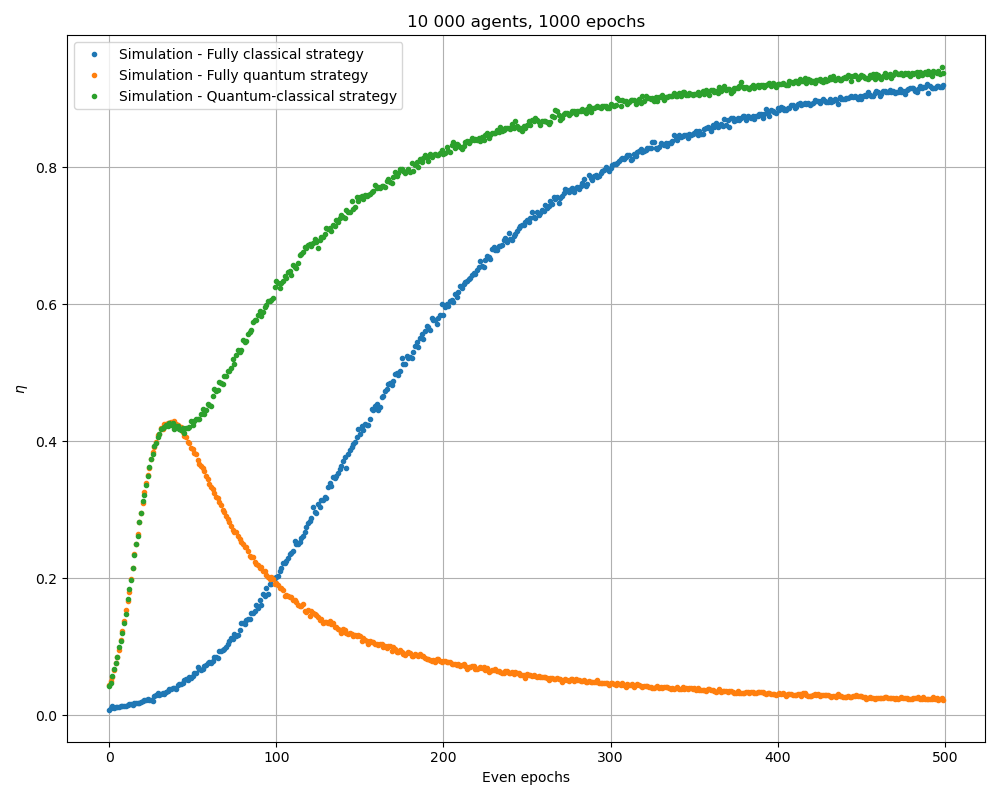 10 000 agents, 1000 epochs
Simulation - Fully classical strategy
Simulation - Fully quantum strategy
Simulation - Quantum-classical strategy
η
0.8
0.6
0.4
0.2
0.0
0 100 200 300 400 500
Even epochs